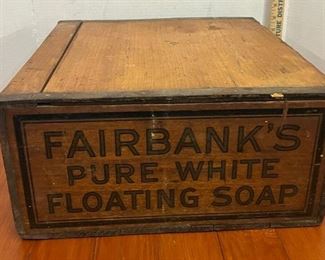 FAIRBANK'S
PURE WHITE
FLOATING SOAP